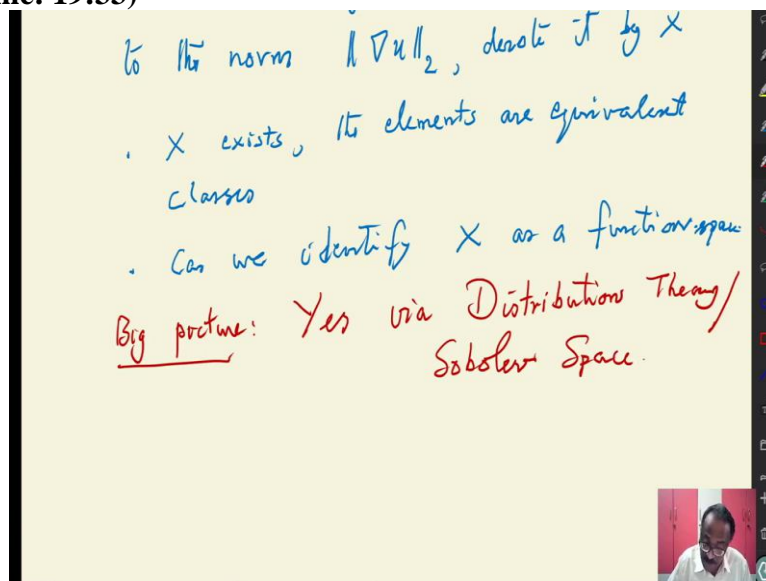 to the norm ‖∇u‖₂, denote it by X
. X exists, the elements are equivalent
classes
. Can we identify X as a function space
Big picture: Yes via Distribution Theory/
Sobolev Space.